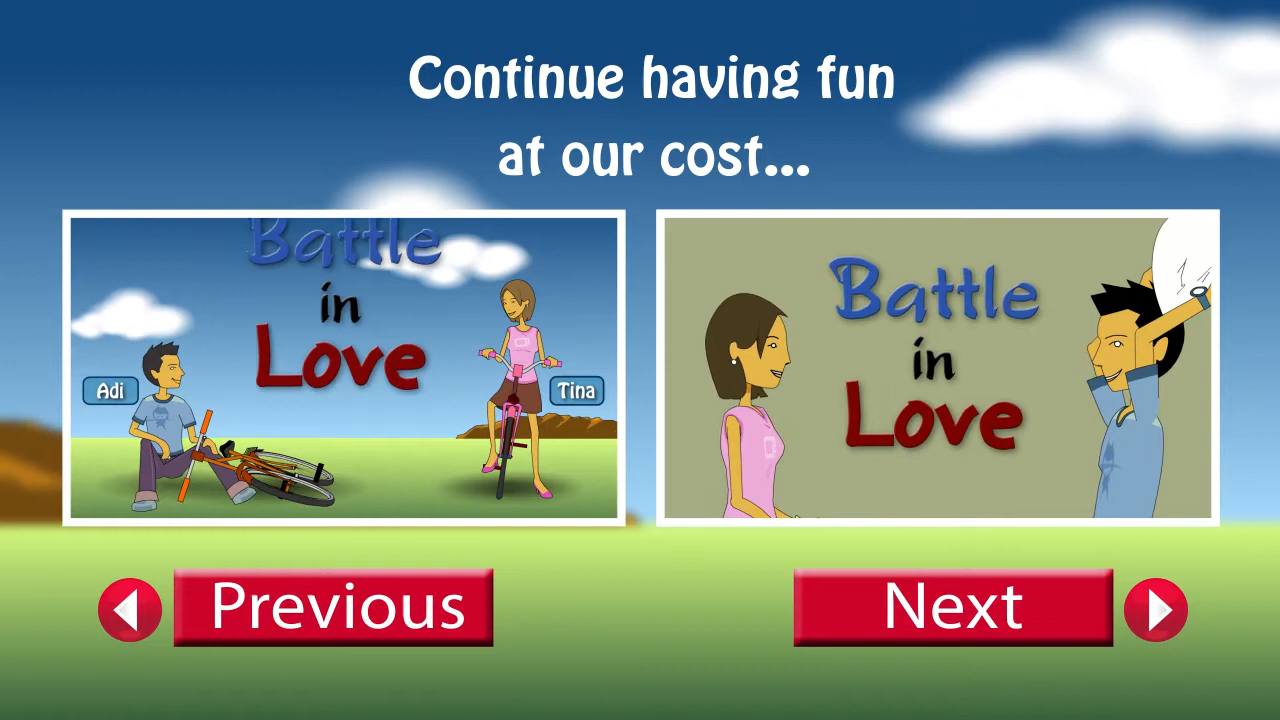 Continue having fun
at our cost...
Battle
in
Love
Adi
Tina
Battle
in
Love
Previous
Next